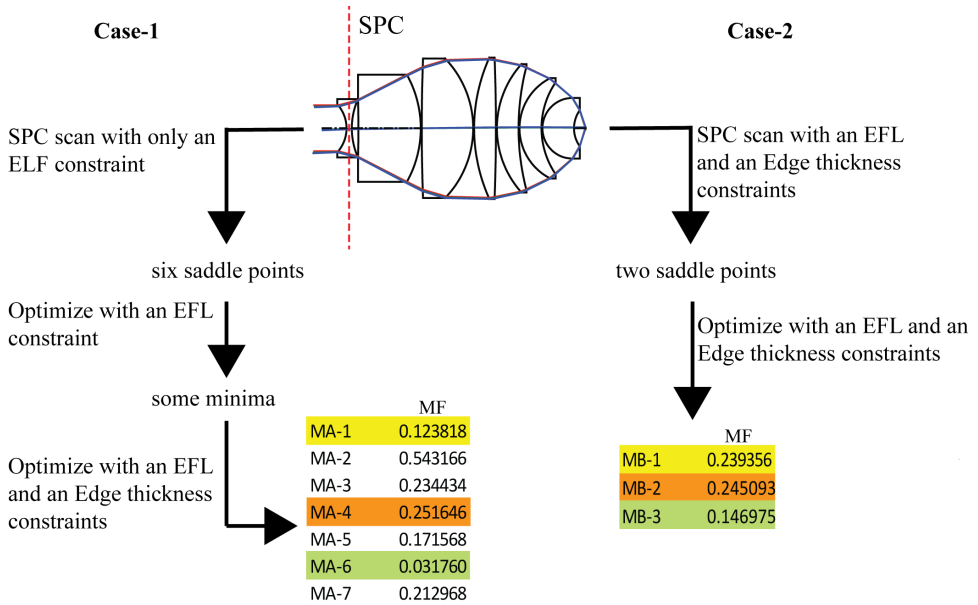 Case-1
SPC
Case-2
SPC scan with only an
ELF constraint
SPC scan with an EFL
and an Edge thickness
constraints
six saddle points
two saddle points
Optimize with an EFL
constraint
Optimize with an EFL and an
Edge thickness constraints
some minima
Optimize with an EFL
and an Edge thickness
constraints
MF
MA-1 0.123818
MA-2 0.543166
MA-3 0.234434
MA-4 0.251646
MA-5 0.171568
MA-6 0.031760
MA-7 0.212968
MF
MB-1 0.239356
MB-2 0.245093
MB-3 0.146975